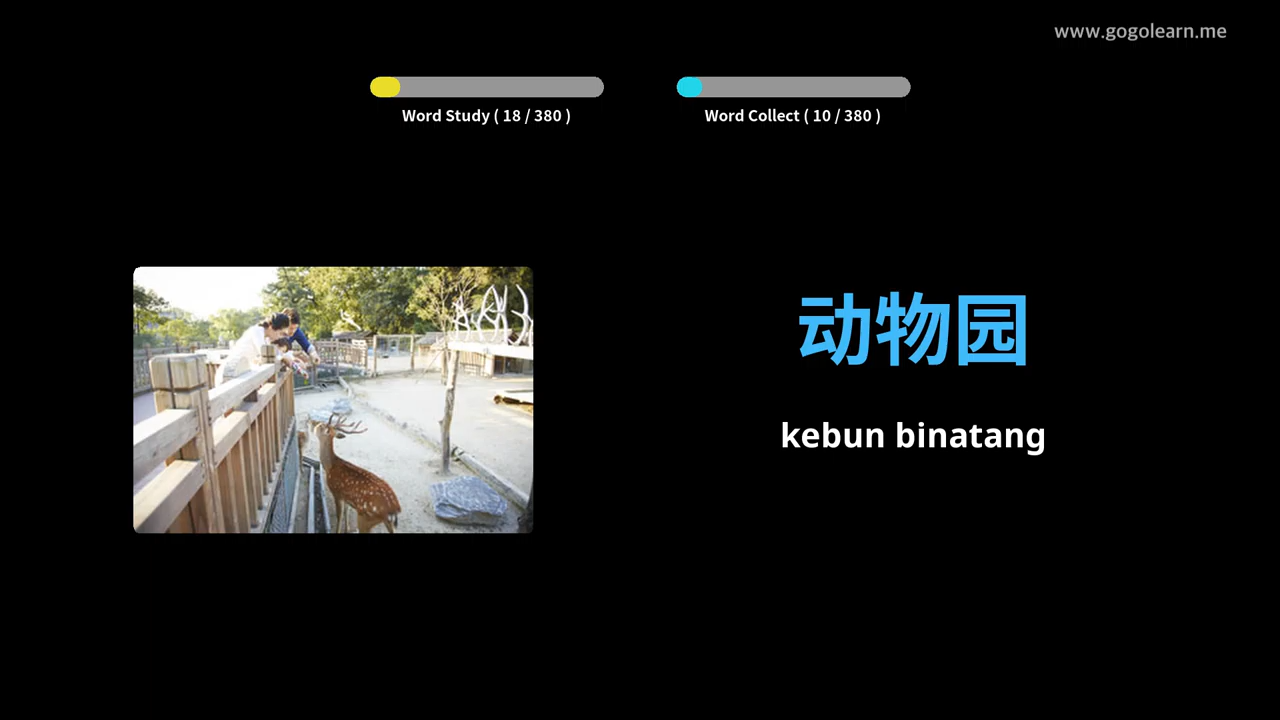 www.gogolearn.me
Word Study ( 18 / 380 )
Word Collect ( 10 / 380 )
动物园
kebun binatang